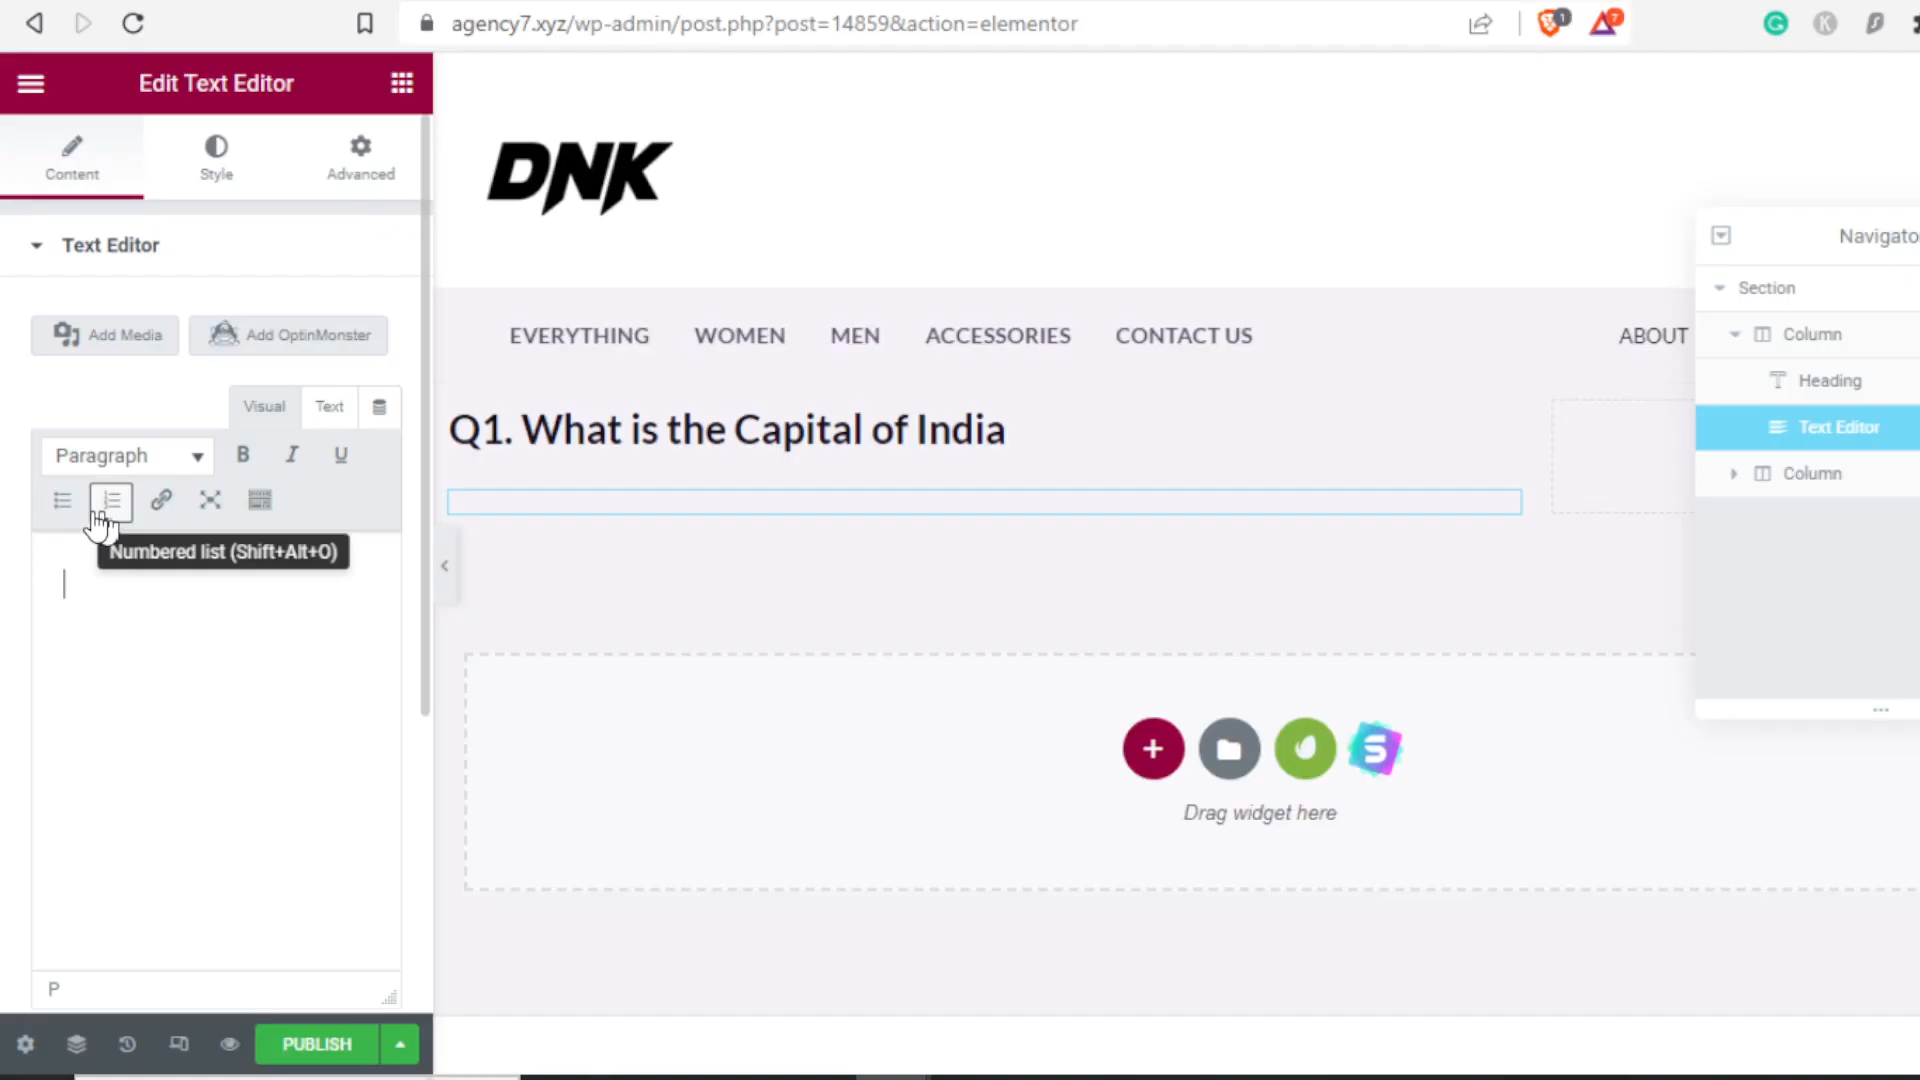 agency7.xyz/wp-admin/post.php?post=14859&action=elementor
1
7
G
K
Edit Text Editor
Content
Style
Advanced
DNK
Text Editor
Navigato
Section
Add Media
Add OptinMonster
EVERYTHING WOMEN MEN ACCESSORIES CONTACT US ABOUT
Column
Heading
Visual
Text
Text Editor
Q1. What is the Capital of India
Paragraph
B I U
Column
Numbered list (Shift+Alt+O)
S
Drag widget here
P
PUBLISH